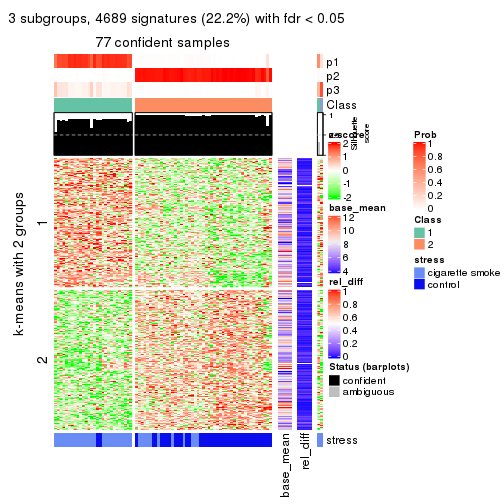 3 subgroups, 4689 signatures (22.2%) with fdr < 0.05
77 confident samples
p1
p2
p3
Class
1
Silhouette
score
z-score
2
1
0
-1
-2
base_mean
12
10
8
6
4
rel_diff
1
0.8
0.6
0.4
0.2
0
Status (barplots)
confident
ambiguous
Prob
1
0.8
0.6
0.4
0.2
0
Class
1
2
stress
cigarette smoke
control
k-means with 2 groups
1
2
stress
base_mean
rel_diff